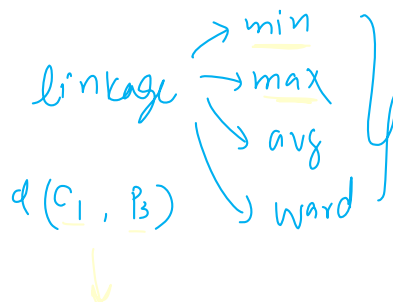 min
linkage
max
avg
ward
d(C1, P3)